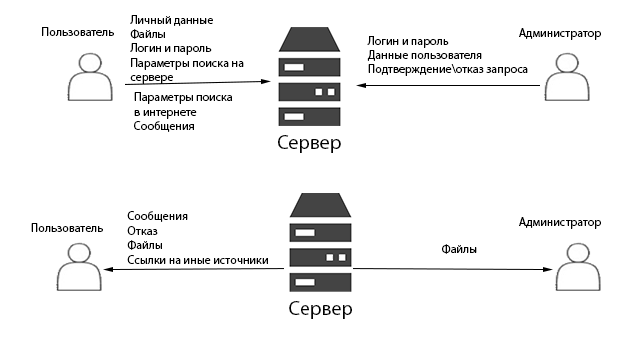 Пользователь
Личный данные
Файлы
Логин и пароль
Параметры поиска на
сервере
Параметры поиска
в интернете
Сообщения
Сервер
Администратор
Логин и пароль
Данные пользователя
Подтверждение\отказ запроса
Пользователь
Сообщения
Отказ
Файлы
Ссылки на иные источники
Сервер
Администратор
Файлы